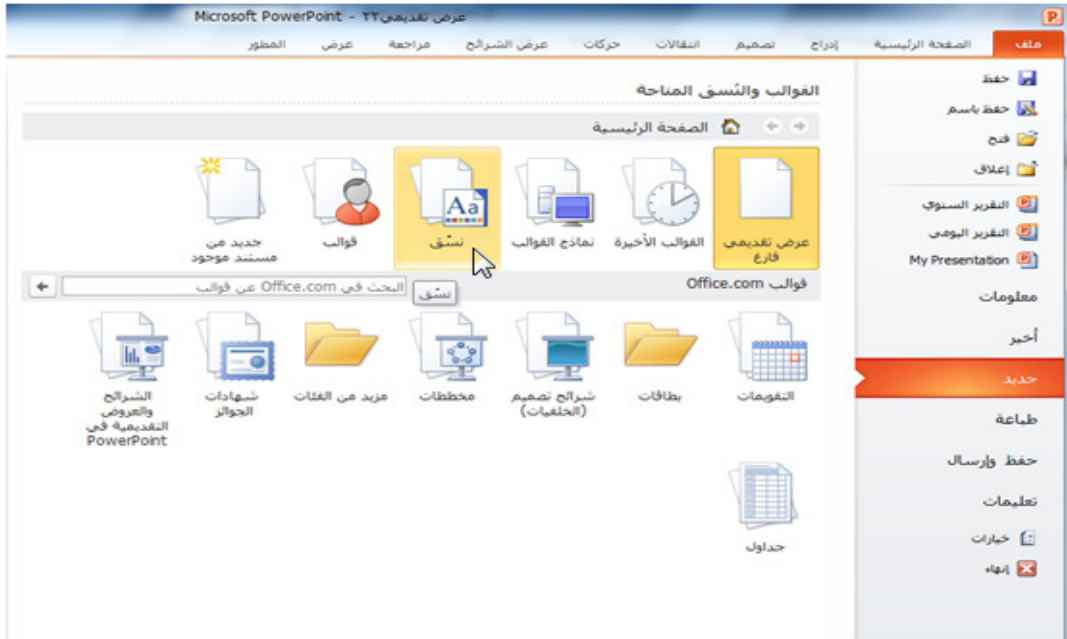 عرض تقديمي٢٢ - Microsoft PowerPoint
ملف الصفحة الرئيسية إدراج تصميم انتقالات حركات عرض الشرائح مراجعة عرض المطور
حفظ
حفظ باسم
فتح
إغلاق
التقرير السنوي
التقرير اليومي
My Presentation
معلومات
أخير
جديد
طباعة
حفظ وإرسال
تعليمات
خيارات
إنهاء
القوالب والنُسق المتاحة
الصفحة الرئيسية
عرض تقديمي فارغ
القوالب الأخيرة
نماذج القوالب
نسّق
قوالب
جديد من مستند موجود
قوالب Office.com
البحث في Office.com عن قوالب
نسّق
التقويمات
بطاقات
شرائح تصميم (الخلفيات)
مخططات
مزيد من الفئات
شهادات الجوائز
الشرائح والعروض التقديمية في PowerPoint
جداول